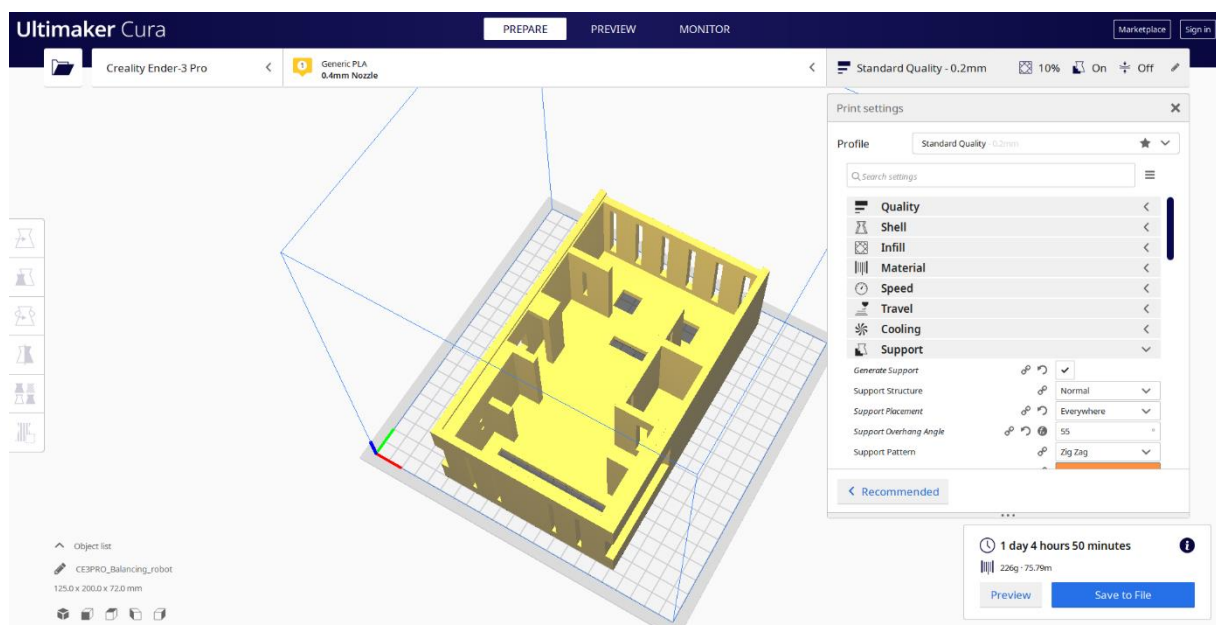 Ultimaker Cura
PREPARE
PREVIEW
MONITOR
Marketplace
Sign in
Creality Ender-3 Pro
1
Generic PLA
0.4mm Nozzle
Standard Quality - 0.2mm
10%
On
Off
Print settings
Profile
Standard Quality - 0.2mm
Search settings
Quality
Shell
Infill
Material
Speed
Travel
Cooling
Support
Generate Support
Support Structure
Normal
Support Placement
Everywhere
Support Overhang Angle
55
°
Support Pattern
Zig Zag
Recommended
Object list
CE3PRO_Balancing_robot
125.0 x 200.0 x 72.0 mm
1 day 4 hours 50 minutes
226g · 75.79m
Preview
Save to File